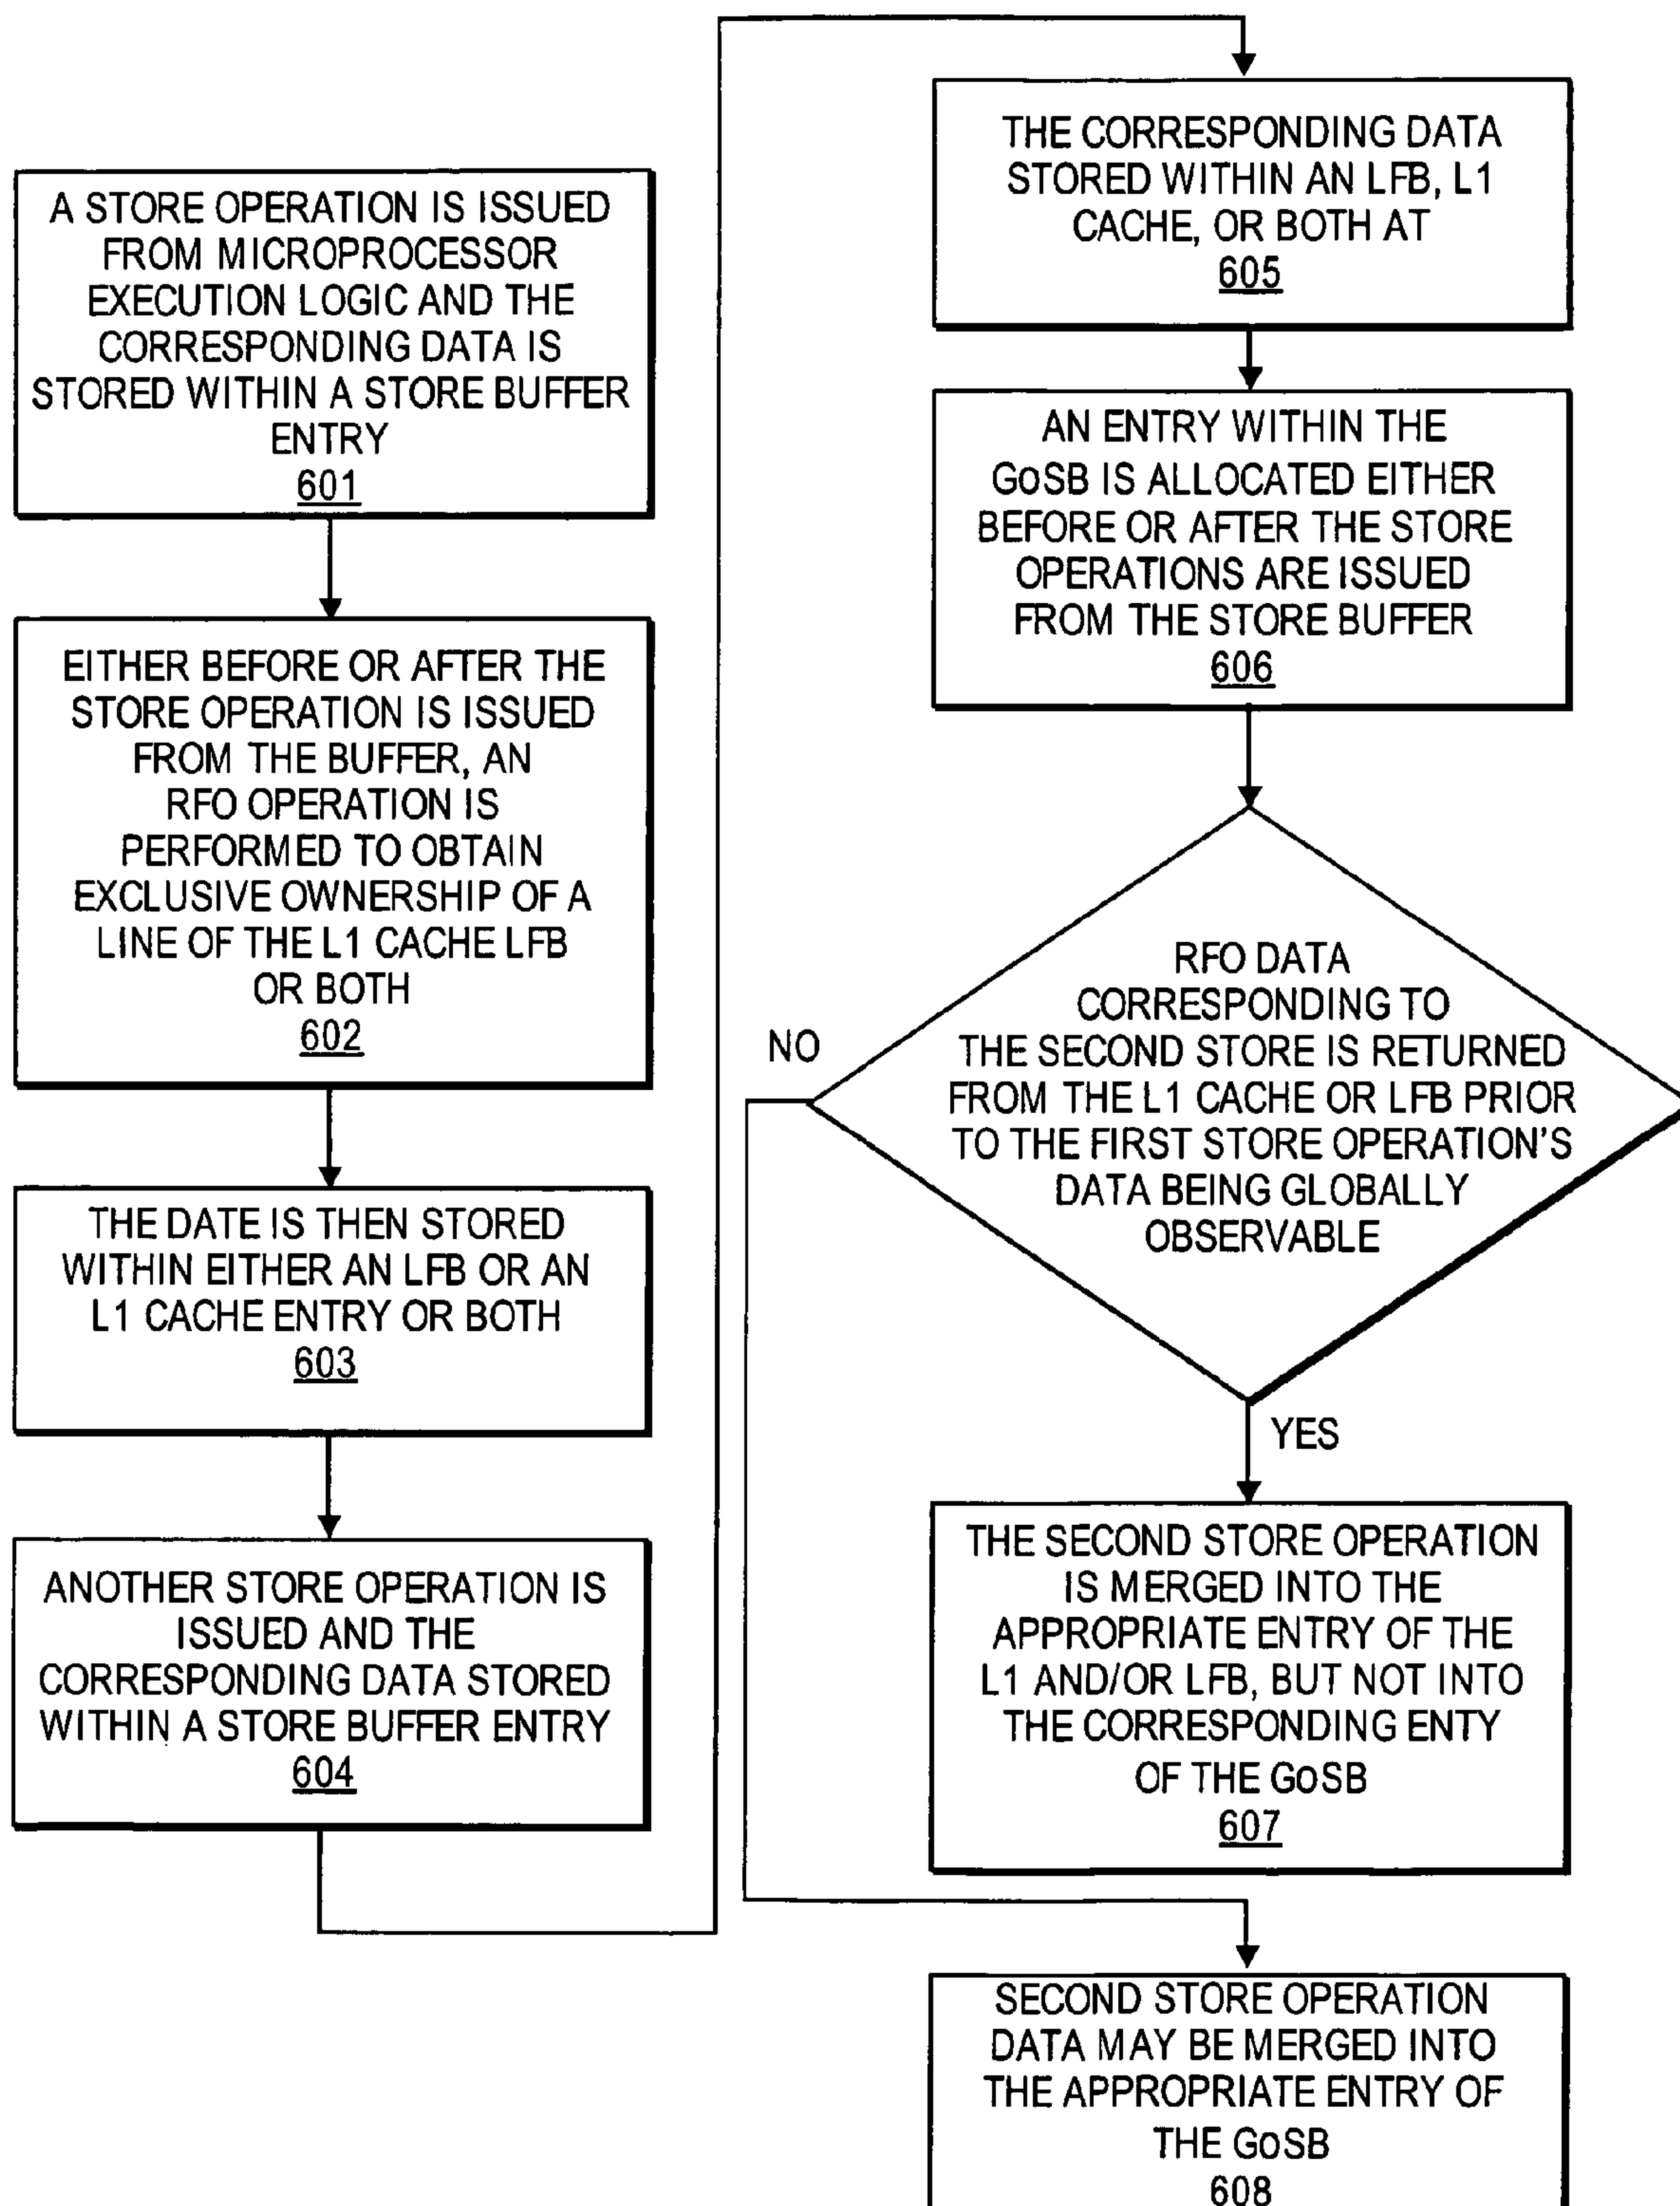 A STORE OPERATION IS ISSUED
FROM MICROPROCESSOR
EXECUTION LOGIC AND THE
CORRESPONDING DATA IS
STORED WITHIN A STORE BUFFER
ENTRY
601
EITHER BEFORE OR AFTER THE
STORE OPERATION IS ISSUED
FROM THE BUFFER, AN
RFO OPERATION IS
PERFORMED TO OBTAIN
EXCLUSIVE OWNERSHIP OF A
LINE OF THE L1 CACHE LFB
OR BOTH
602
THE DATE IS THEN STORED
WITHIN EITHER AN LFB OR AN
L1 CACHE ENTRY OR BOTH
603
ANOTHER STORE OPERATION IS
ISSUED AND THE
CORRESPONDING DATA STORED
WITHIN A STORE BUFFER ENTRY
604
THE CORRESPONDING DATA
STORED WITHIN AN LFB, L1
CACHE, OR BOTH AT
605
AN ENTRY WITHIN THE
GoSB IS ALLOCATED EITHER
BEFORE OR AFTER THE STORE
OPERATIONS ARE ISSUED
FROM THE STORE BUFFER
606
RFO DATA
CORRESPONDING TO
THE SECOND STORE IS RETURNED
FROM THE L1 CACHE OR LFB PRIOR
TO THE FIRST STORE OPERATION'S
DATA BEING GLOBALLY
OBSERVABLE
NO
YES
THE SECOND STORE OPERATION
IS MERGED INTO THE
APPROPRIATE ENTRY OF THE
L1 AND/OR LFB, BUT NOT INTO
THE CORRESPONDING ENTY
OF THE GoSB
607
SECOND STORE OPERATION
DATA MAY BE MERGED INTO
THE APPROPRIATE ENTRY OF
THE GoSB
608